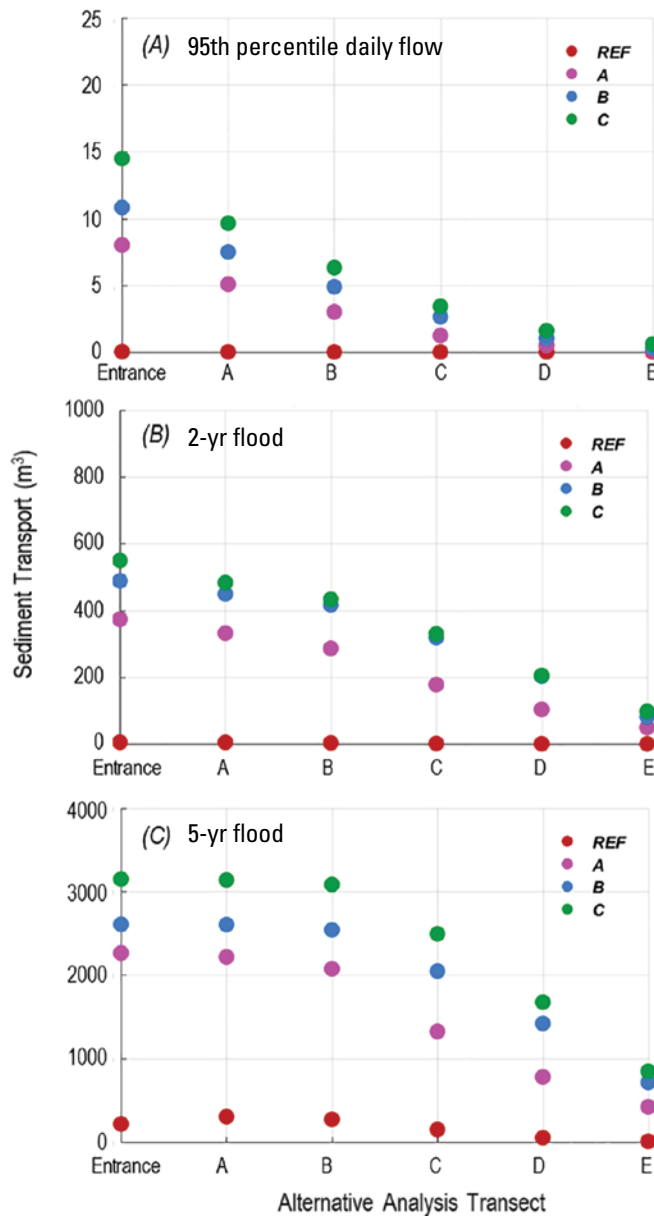 25
(A) 95th percentile daily flow
REF
A
B
C
20
15
10
5
0
Entrance A B C D E
1000
(B) 2-yr flood
REF
A
B
C
800
600
400
200
0
Entrance A B C D E
Sediment Transport (m³)
4000
(C) 5-yr flood
REF
A
B
C
3000
2000
1000
0
Entrance A B C D E
Alternative Analysis Transect